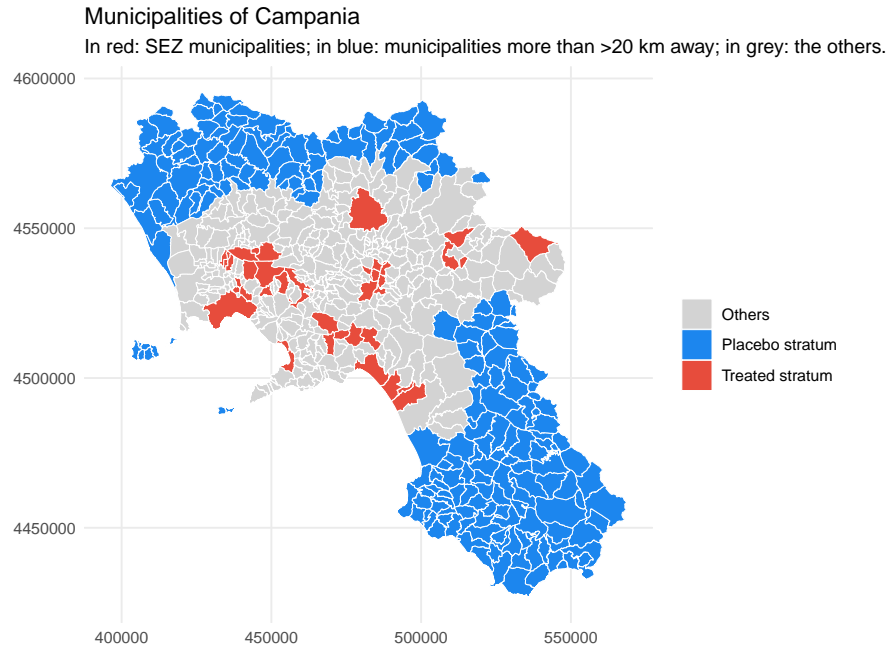 Municipalities of Campania
In red: SEZ municipalities; in blue: municipalities more than >20 km away; in grey: the others.
4600000
4550000
4500000
4450000
400000
450000
500000
550000
Others
Placebo stratum
Treated stratum